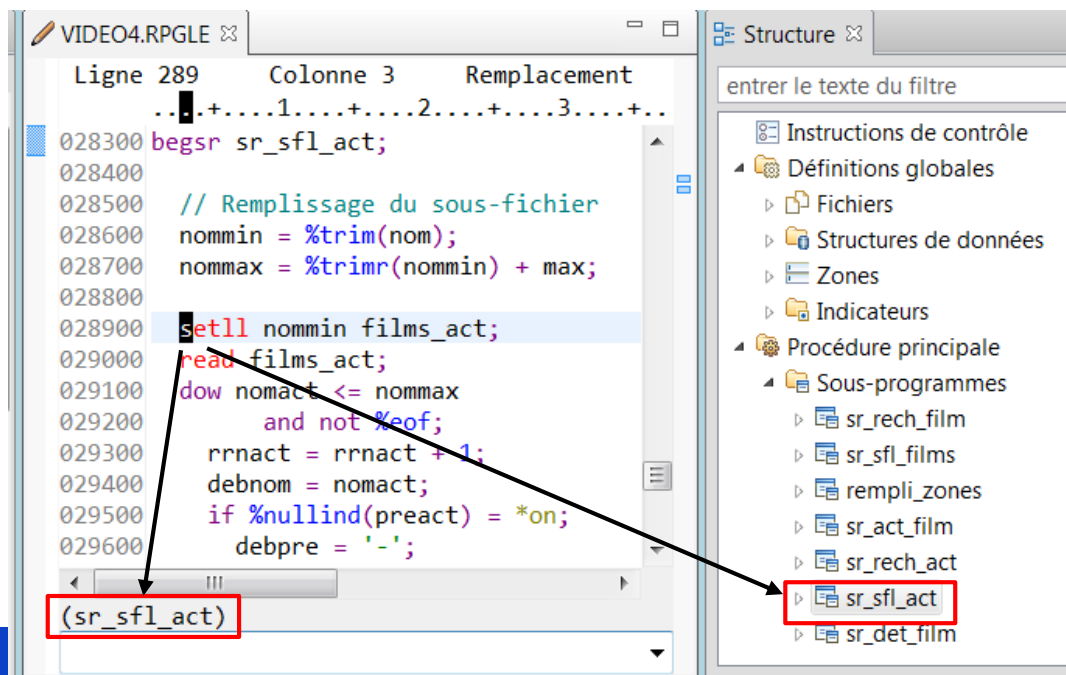 VIDEO4.RPGLE
Ligne 289 Colonne 3 Remplacement
....+....1....+....2....+....3....+..
028300 begsr sr_sfl_act;
028400
028500 // Remplissage du sous-fichier
028600 nommin = %trim(nom);
028700 nommax = %trimr(nommin) + max;
028800
028900 setll nommin films_act;
029000 read films_act;
029100 dow nomact <= nommax
029200 and not %eof;
029300 rrnact = rrnact + 1;
029400 debnom = nomact;
029500 if %nullind(preact) = *on;
029600 debpre = '-';
(sr_sfl_act)
Structure
entrer le texte du filtre
Instructions de contrôle
Définitions globales
Fichiers
Structures de données
Zones
Indicateurs
Procédure principale
Sous-programmes
sr_rech_film
sr_sfl_films
rempli_zones
sr_act_film
sr_rech_act
sr_sfl_act
sr_det_film